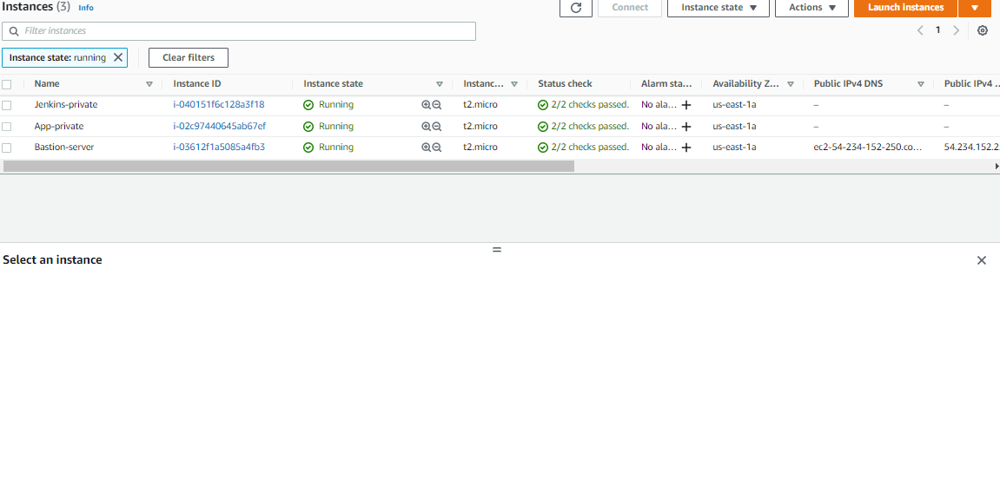 Instances (3) Info
Connect Instance state Actions Launch instances
Filter instances
1
Instance state: running Clear filters
Name Instance ID Instance state Instanc... Status check Alarm sta... Availability Z... Public IPv4 DNS Public IPv4 ...
Jenkins-private i-040151f6c128a3f18 Running t2.micro 2/2 checks passed. No ala... + us-east-1a – –
App-private i-02c97440645ab67ef Running t2.micro 2/2 checks passed. No ala... + us-east-1a – –
Bastion-server i-03612f1a5085a4fb3 Running t2.micro 2/2 checks passed. No ala... + us-east-1a ec2-54-234-152-250.co... 54.234.152.2
Select an instance